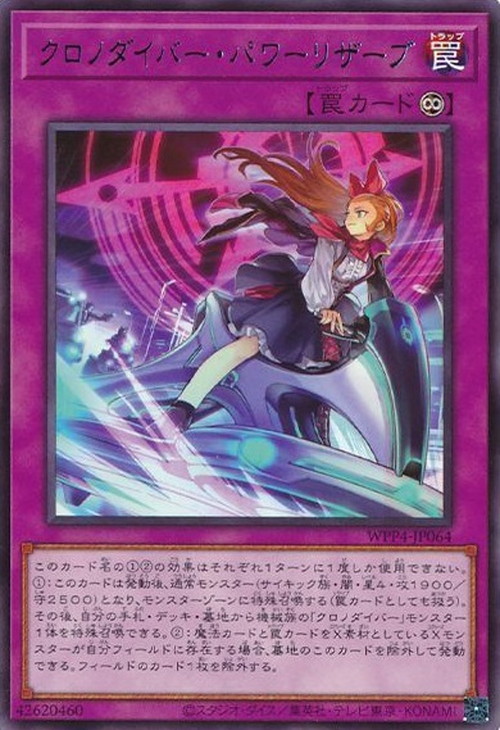 クロノダイバー・パワーリザーブ
トラップ
罠
トラップ
【罠カード】
WPP4-JP064
このカード名の①②の効果はそれぞれ1ターンに1度しか使用できない。
①:このカードは発動後、通常モンスター(サイキック族・闇・星4・攻1900/
守2500)となり、モンスターゾーンに特殊召喚する(罠カードとしても扱う)。
その後、自分の手札・デッキ・墓地から機械族の「クロノダイバー」モンスター
1体を特殊召喚できる。②:魔法カードと罠カードをX素材としているXモン
スターが自分フィールドに存在する場合、墓地のこのカードを除外して発動
できる。フィールドのカード1枚を除外する。
42620460
©スタジオ・ダイス/集英社・テレビ東京・KONAMI